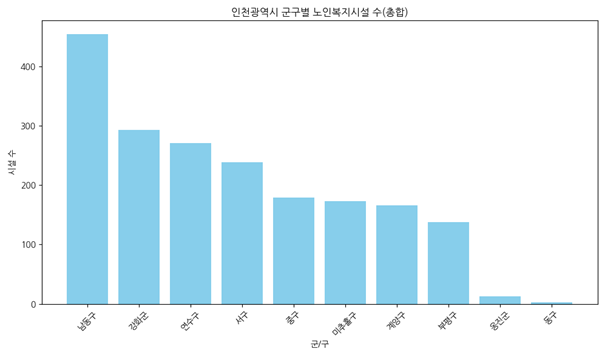 인천광역시 군구별 노인복지시설 수(총합)
시설 수
400
300
200
100
0
남동구
강화군
연수구
서구
중구
미추홀구
계양구
부평구
옹진군
동구
군/구